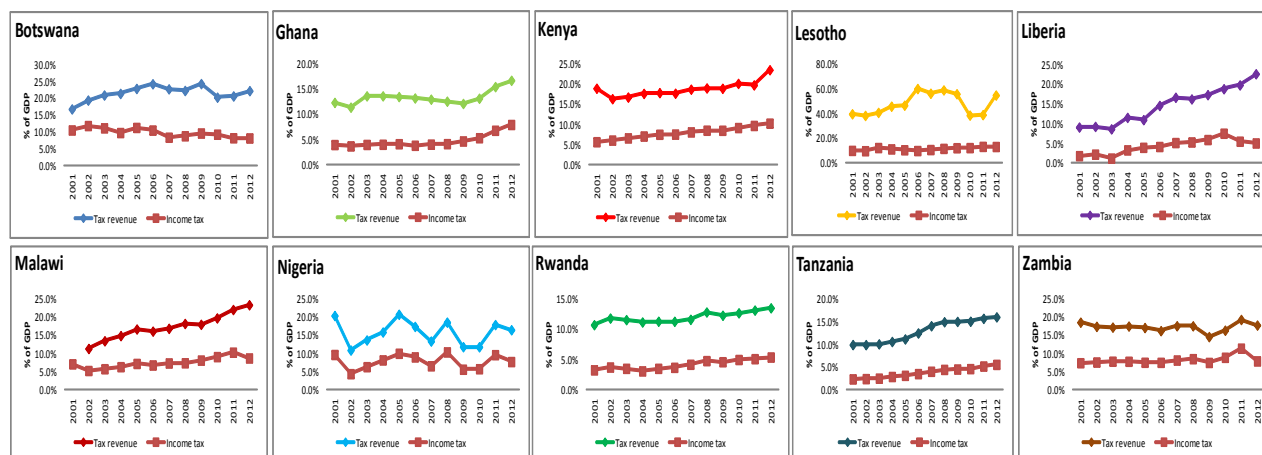 Botswana
30.0%
25.0%
20.0%
15.0%
10.0%
5.0%
0.0%
% of GDP
2001 2002 2003 2004 2005 2006 2007 2008 2009 2010 2011 2012
Tax revenue Income tax
Ghana
20.0%
15.0%
10.0%
5.0%
0.0%
% of GDP
2001 2002 2003 2004 2005 2006 2007 2008 2009 2010 2011 2012
Tax revenue Income tax
Kenya
25.0%
20.0%
15.0%
10.0%
5.0%
0.0%
% of GDP
2001 2002 2003 2004 2005 2006 2007 2008 2009 2010 2011 2012
Tax revenue Income tax
Lesotho
80.0%
60.0%
40.0%
20.0%
0.0%
% of GDP
2001 2002 2003 2004 2005 2006 2007 2008 2009 2010 2011 2012
Tax revenue Income tax
Liberia
25.0%
20.0%
15.0%
10.0%
5.0%
0.0%
% of GDP
2001 2002 2003 2004 2005 2006 2007 2008 2009 2010 2011 2012
Tax revenue Income tax
Malawi
25.0%
20.0%
15.0%
10.0%
5.0%
0.0%
% of GDP
2001 2002 2003 2004 2005 2006 2007 2008 2009 2010 2011 2012
Tax revenue Income tax
Nigeria
25.0%
20.0%
15.0%
10.0%
5.0%
0.0%
% of GDP
2001 2002 2003 2004 2005 2006 2007 2008 2009 2010 2011 2012
Tax revenue Income tax
Rwanda
15.0%
10.0%
5.0%
0.0%
% of GDP
2001 2002 2003 2004 2005 2006 2007 2008 2009 2010 2011 2012
Tax revenue Income tax
Tanzania
20.0%
15.0%
10.0%
5.0%
0.0%
% of GDP
2001 2002 2003 2004 2005 2006 2007 2008 2009 2010 2011 2012
Tax revenue Income tax
Zambia
25.0%
20.0%
15.0%
10.0%
5.0%
0.0%
% of GDP
2001 2002 2003 2004 2005 2006 2007 2008 2009 2010 2011 2012
Tax revenue Income tax